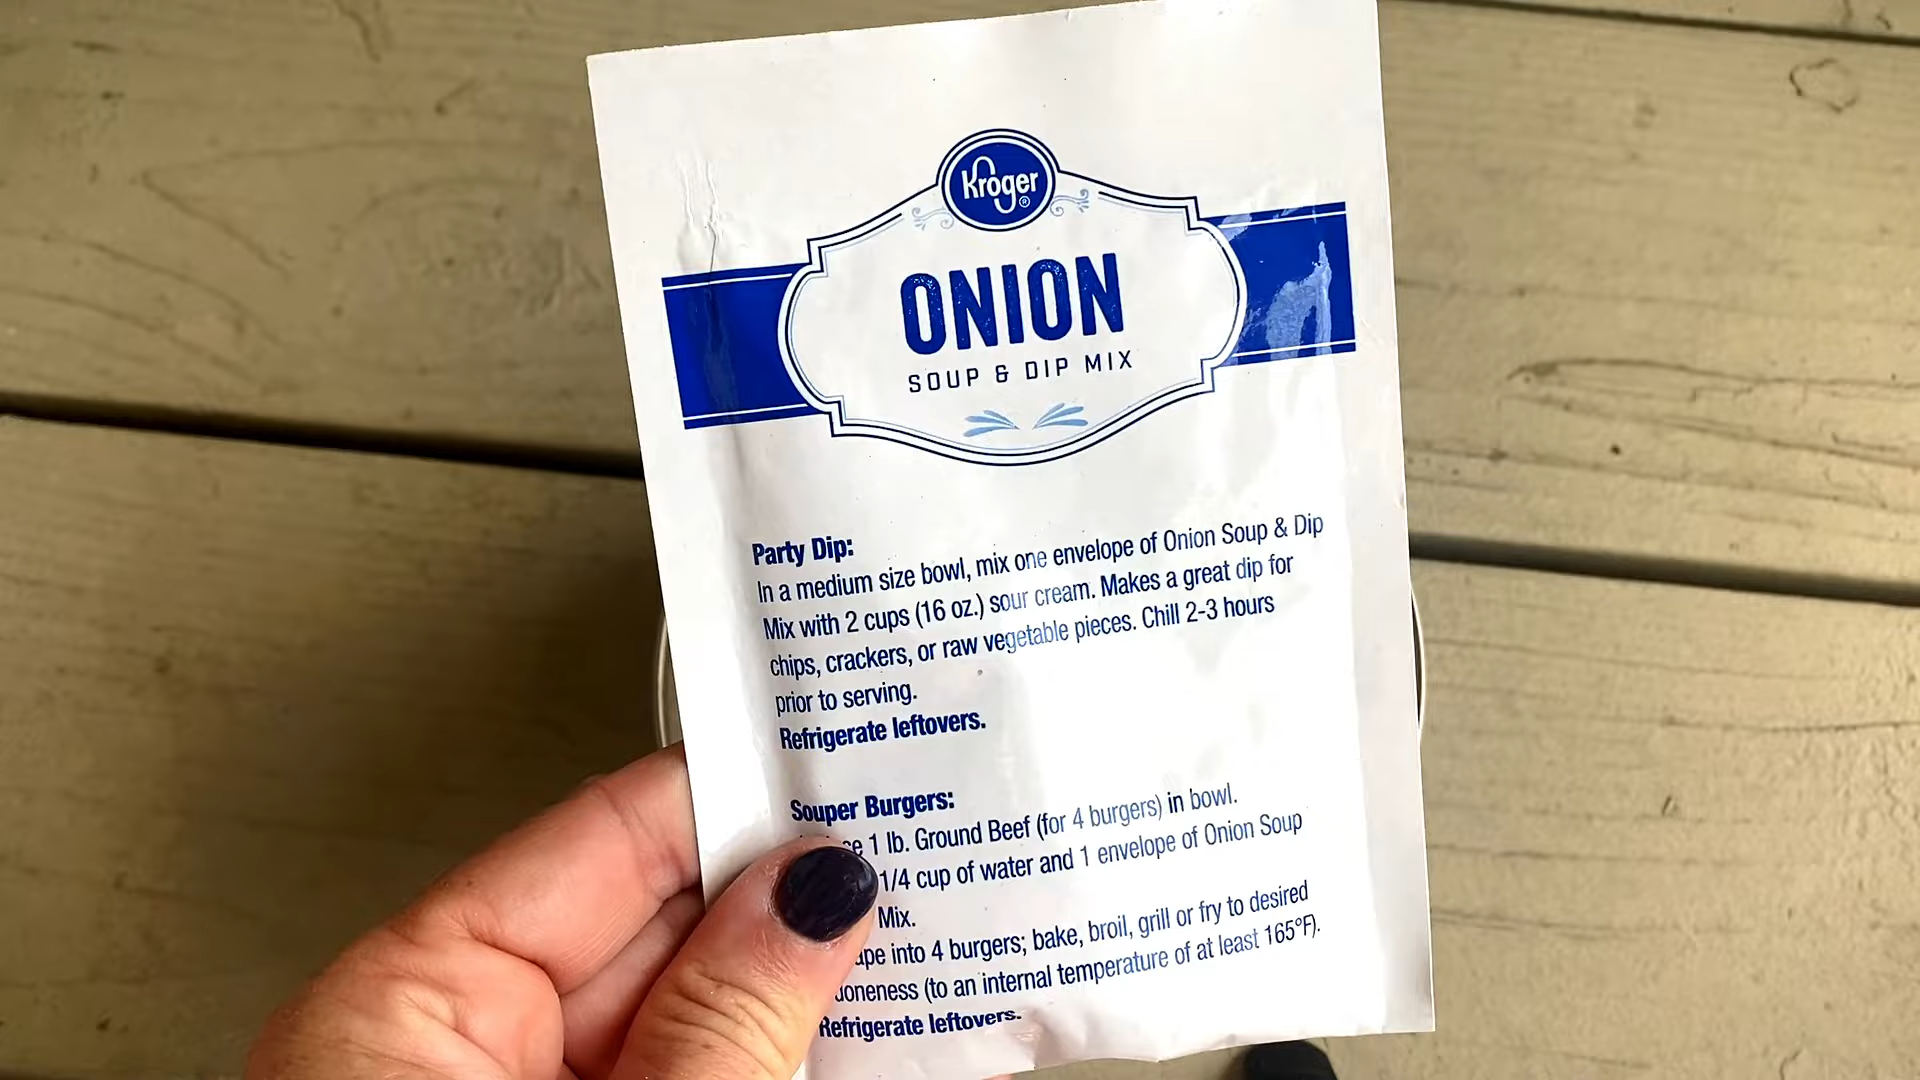 Kroger®
ONION
SOUP & DIP MIX
Party Dip:
In a medium size bowl, mix one envelope of Onion Soup & Dip
Mix with 2 cups (16 oz.) sour cream. Makes a great dip for
chips, crackers, or raw vegetable pieces. Chill 2-3 hours
prior to serving.
Refrigerate leftovers.
Souper Burgers:
1 lb. Ground Beef (for 4 burgers) in bowl.
1/4 cup of water and 1 envelope of Onion Soup
Mix.
into 4 burgers; bake, broil, grill or fry to desired
doneness (to an internal temperature of at least 165°F).
Refrigerate leftovers.